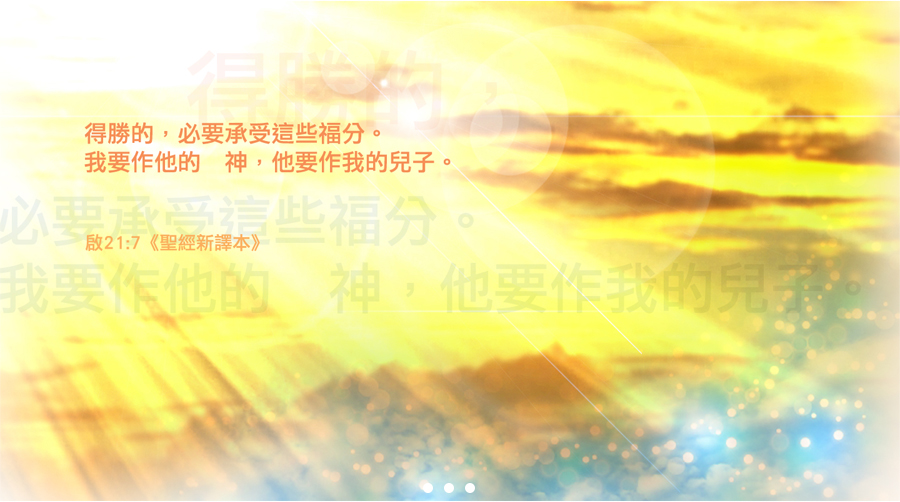 得勝的，
得勝的，必要承受這些福分。
我要作他的　神，他要作我的兒子。
必要承受這些福分。
啟21:7《聖經新譯本》
我要作他的　神，他要作我的兒子。